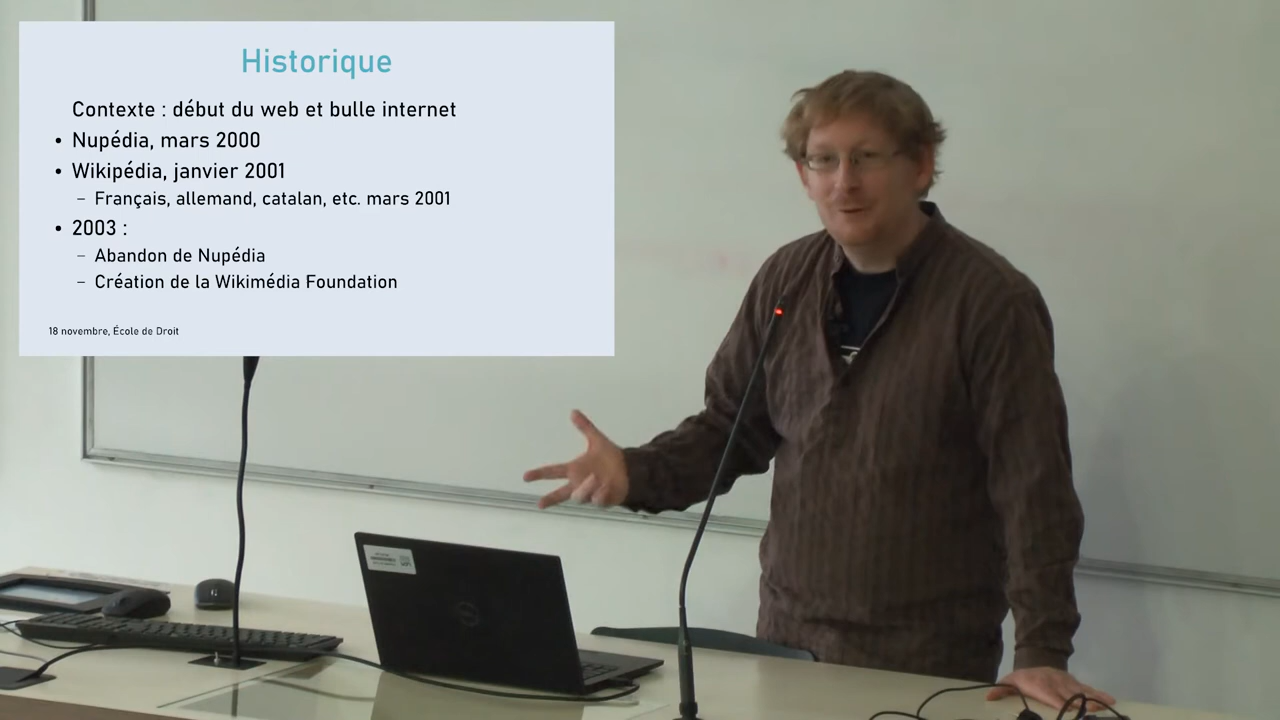 Historique
Contexte : début du web et bulle internet
• Nupédia, mars 2000
• Wikipédia, janvier 2001
– Français, allemand, catalan, etc. mars 2001
• 2003 :
– Abandon de Nupédia
– Création de la Wikimédia Foundation
18 novembre, École de Droit